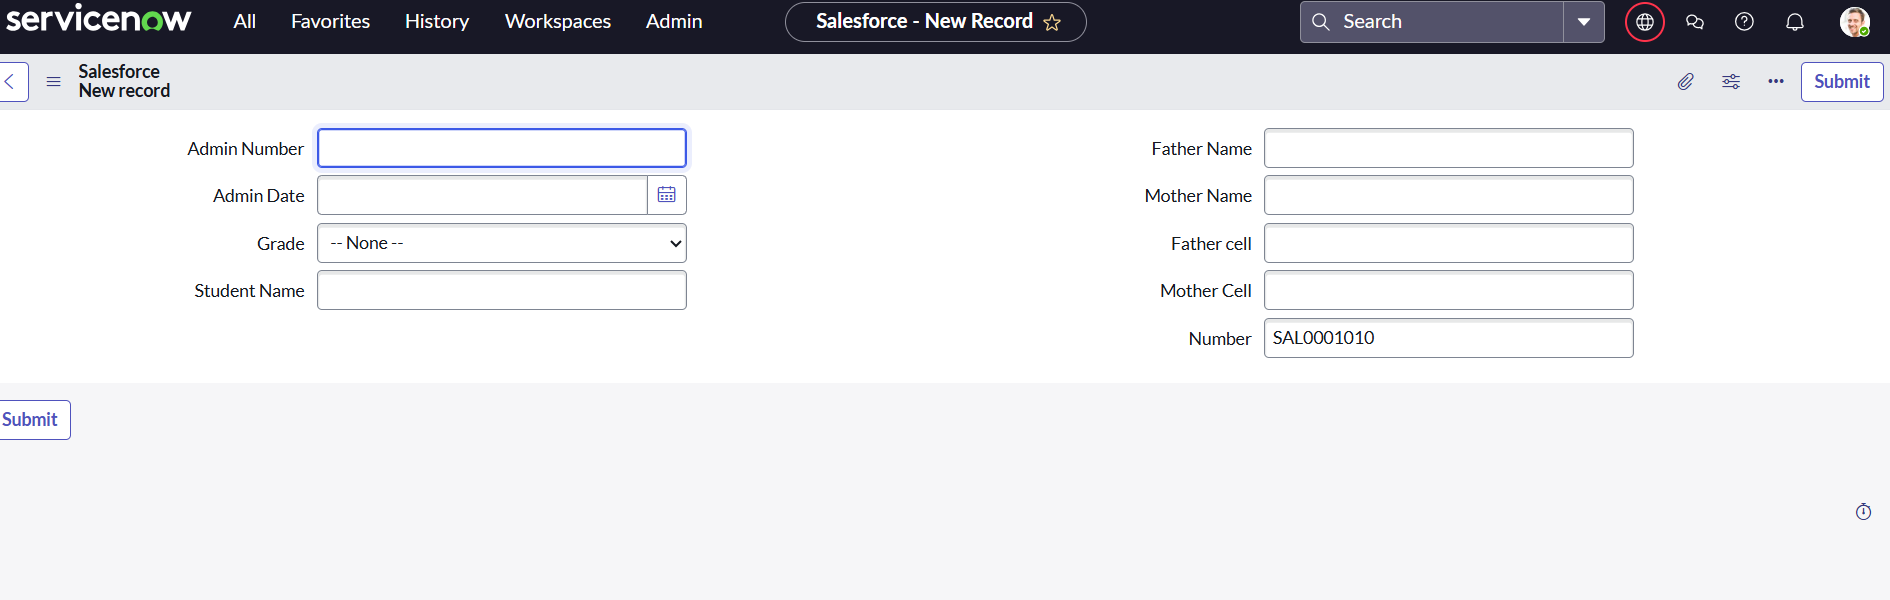 servicenow All Favorites History Workspaces Admin Salesforce - New Record Search
Salesforce
New record
Submit
Admin Number
Admin Date
Grade -- None --
Student Name
Father Name
Mother Name
Father cell
Mother Cell
Number SAL0001010
Submit